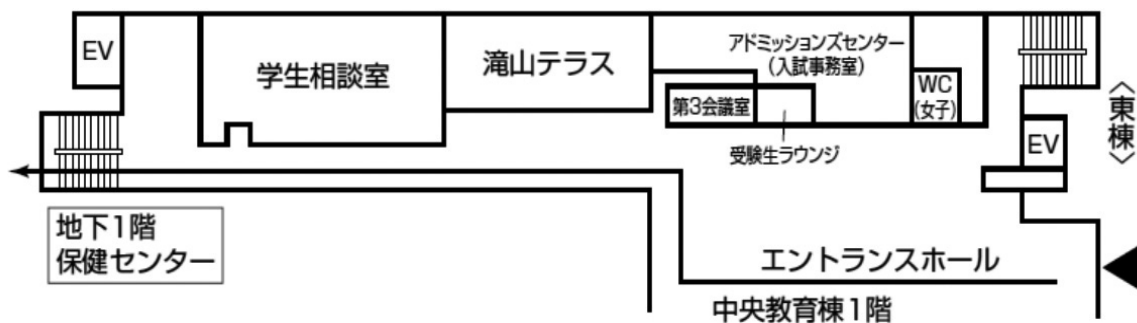 EV
学生相談室
滝山テラス
アドミッションズセンター
(入試事務室)
第3会議室
受験生ラウンジ
WC
(女子)
EV
〈東棟〉
地下1階
保健センター
エントランスホール
中央教育棟1階